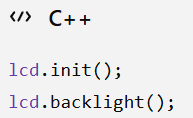 </> C++
lcd.init();
lcd.backlight();